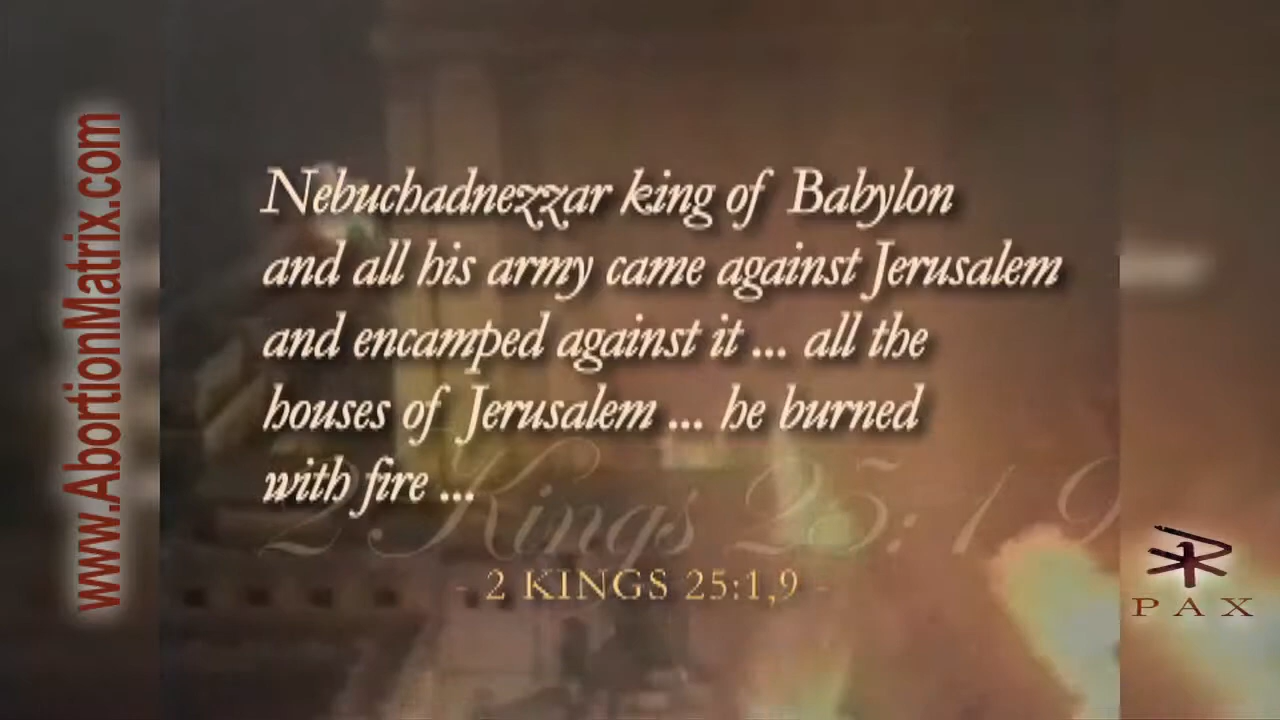 www.AbortionMatrix.com
Nebuchadnezzar king of Babylon
and all his army came against Jerusalem
and encamped against it ... all the
houses of Jerusalem ... he burned
with fire ...
2 Kings 25:1 9
- 2 KINGS 25:1,9 -
PAX